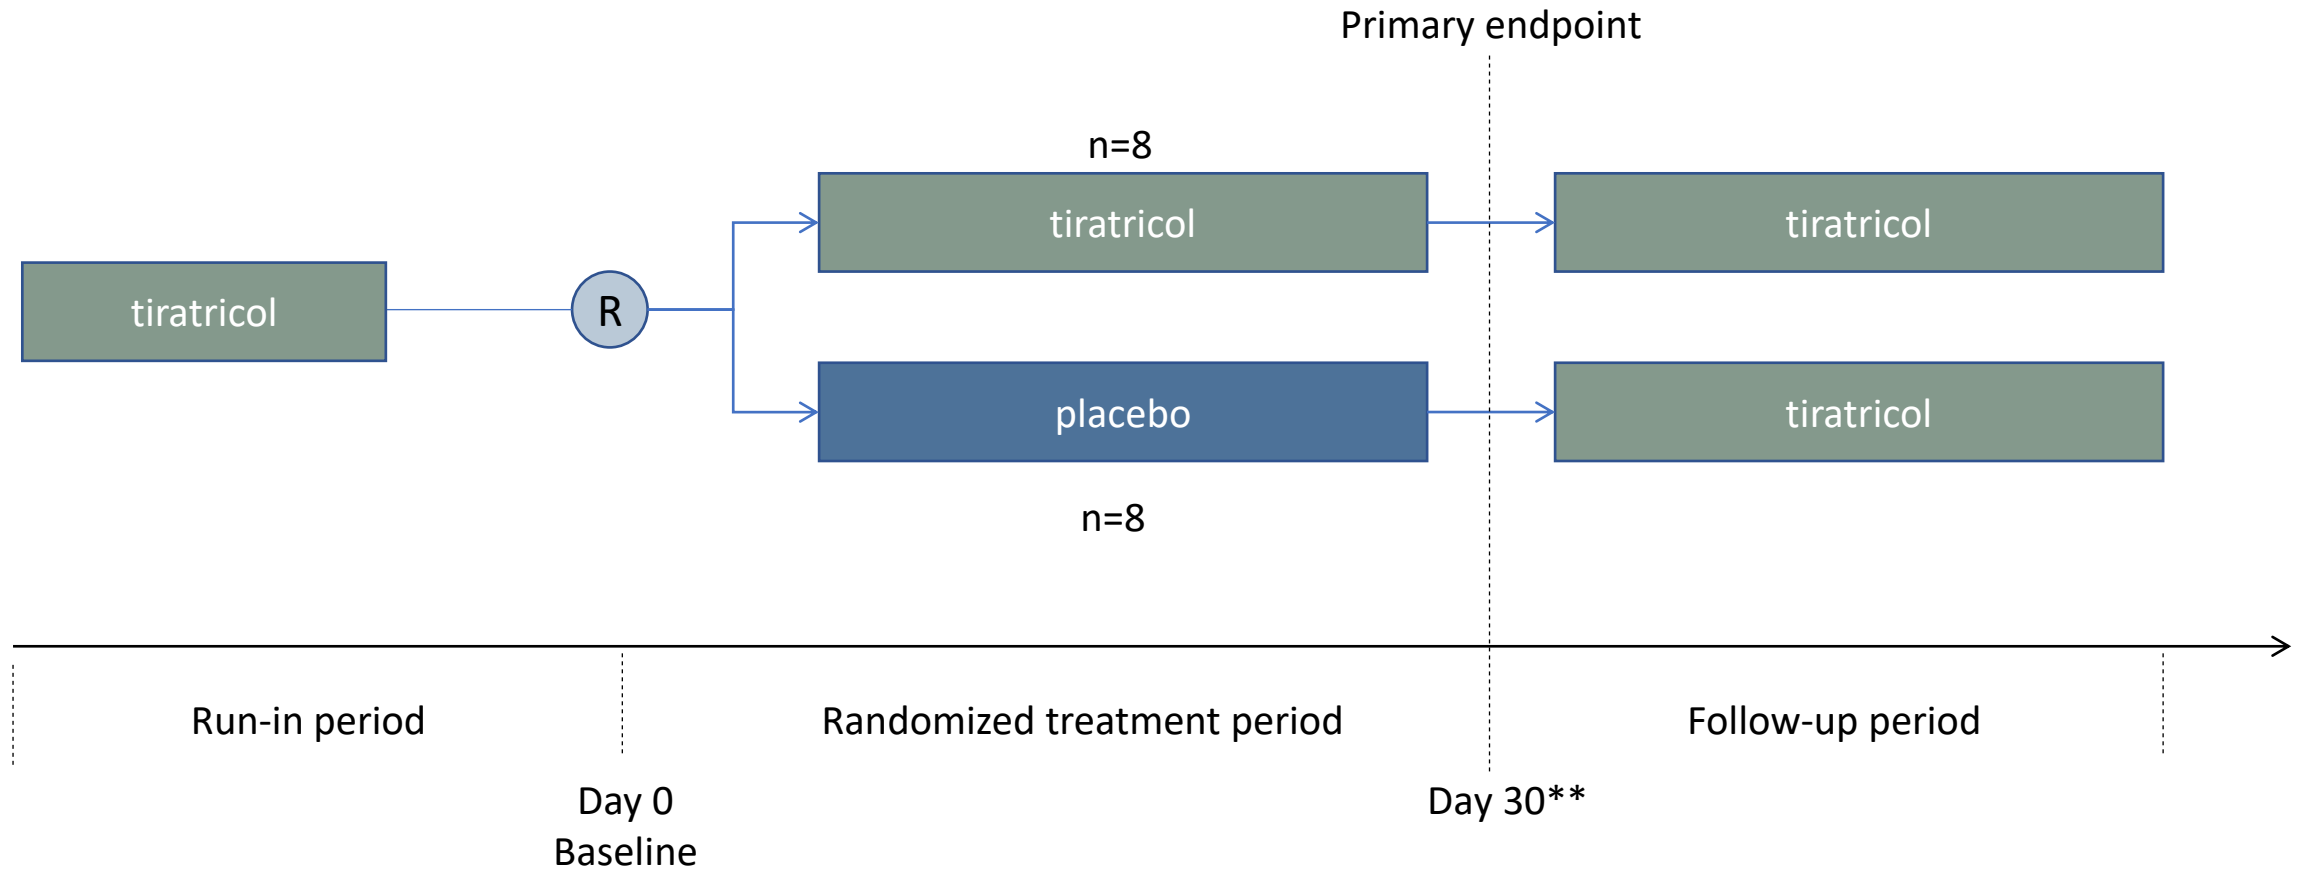 Primary endpoint
n=8
tiratricol
tiratricol
tiratricol
R
placebo
tiratricol
n=8
Run-in period
Randomized treatment period
Follow-up period
Day 0
Baseline
Day 30**